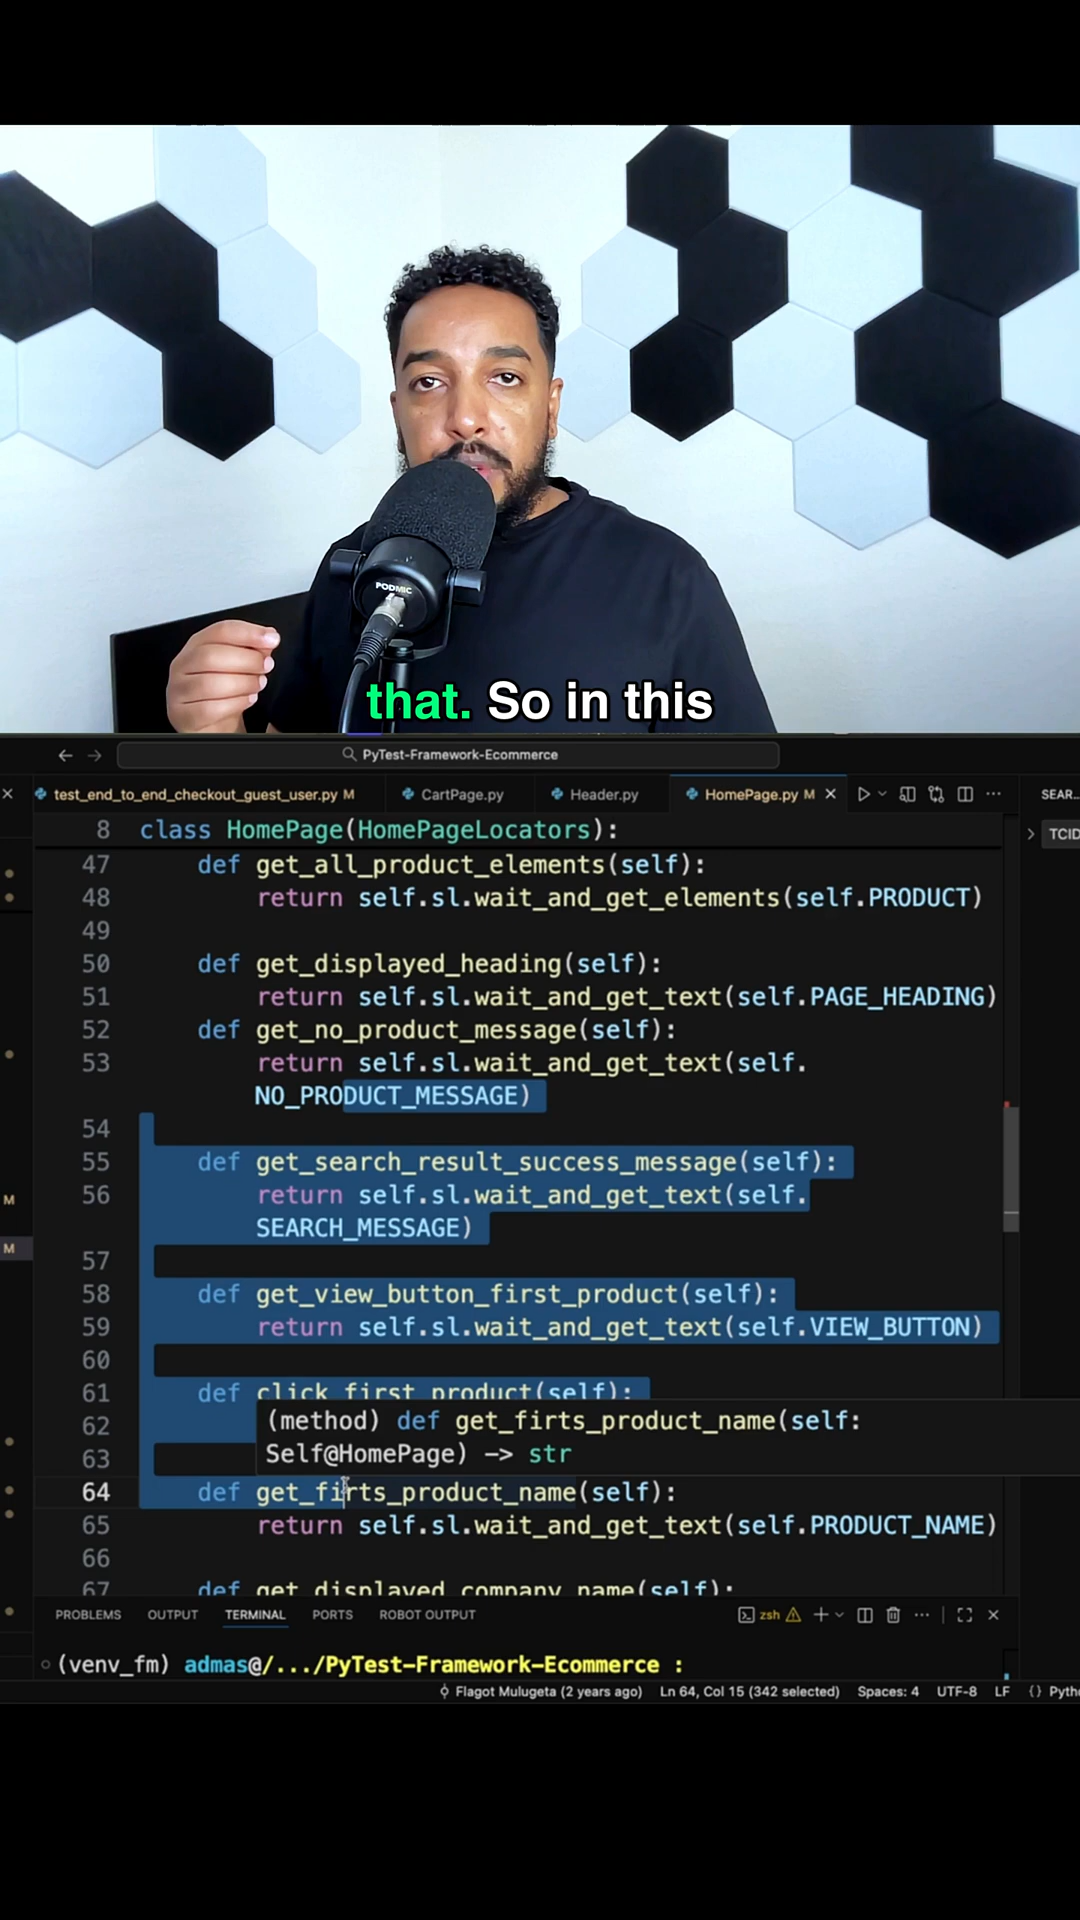 PODMIC
that. So in this
PyTest-Framework-Ecommerce
test_end_to_end_checkout_guest_user.py M
CartPage.py
Header.py
HomePage.py M
SEAR...
8 class HomePage(HomePageLocators):
TCID
47 def get_all_product_elements(self):
48 return self.sl.wait_and_get_elements(self.PRODUCT)
49
50 def get_displayed_heading(self):
51 return self.sl.wait_and_get_text(self.PAGE_HEADING)
52 def get_no_product_message(self):
53 return self.sl.wait_and_get_text(self.
NO_PRODUCT_MESSAGE)
54
55 def get_search_result_success_message(self):
56 return self.sl.wait_and_get_text(self.
SEARCH_MESSAGE)
M
57
M
58 def get_view_button_first_product(self):
59 return self.sl.wait_and_get_text(self.VIEW_BUTTON)
60
61 def click_first_product(self):
62 (method) def get_firts_product_name(self:
63 Self@HomePage) -> str
64 def get_firts_product_name(self):
65 return self.sl.wait_and_get_text(self.PRODUCT_NAME)
66
67 def get_displayed_company_name(self):
PROBLEMS OUTPUT TERMINAL PORTS ROBOT OUTPUT
zsh
(venv_fm) admas@/.../PyTest-Framework-Ecommerce :
Flagot Mulugeta (2 years ago) Ln 64, Col 15 (342 selected) Spaces: 4 UTF-8 LF {} Pytho